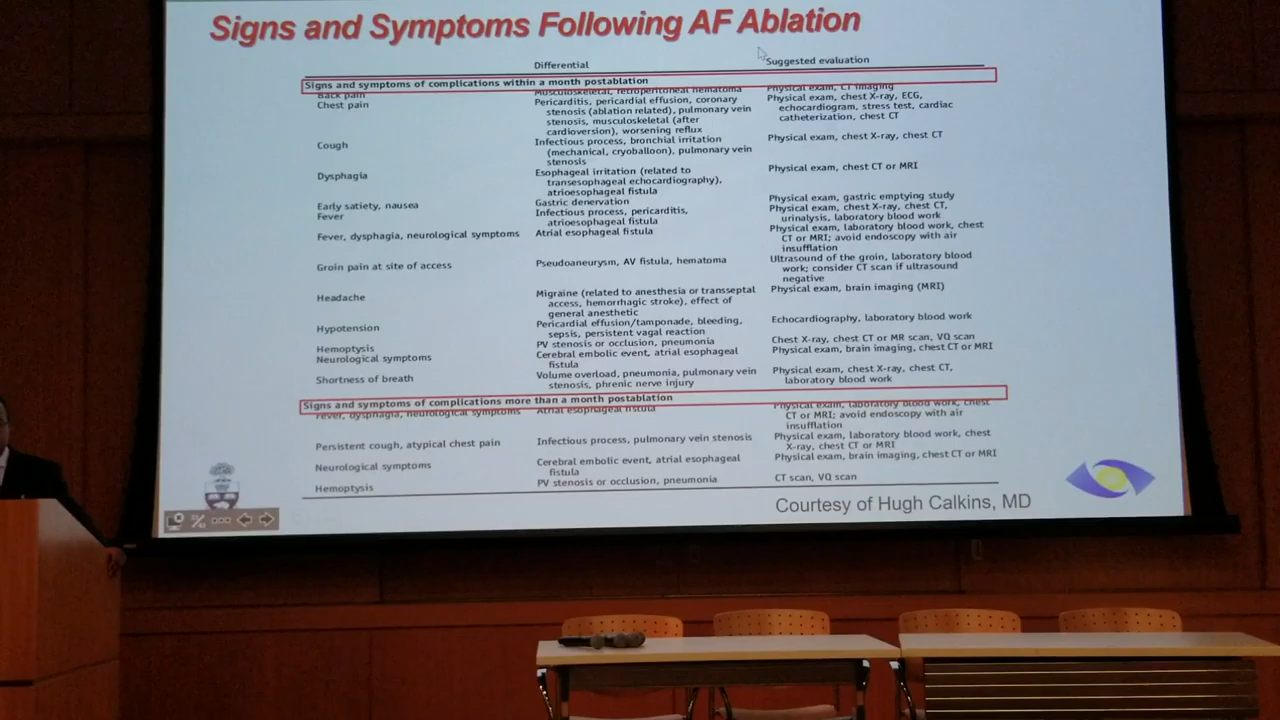 Signs and Symptoms Following AF Ablation
Differential Suggested evaluation
Signs and symptoms of complications within a month postablation
Back pain Musculoskeletal, retroperitoneal hematoma Physical exam, CT imaging
Chest pain Pericarditis, pericardial effusion, coronary Physical exam, chest X-ray, ECG,
stenosis (ablation related), pulmonary vein echocardiogram, stress test, cardiac
stenosis, musculoskeletal (after catheterization, chest CT
cardioversion), worsening reflux
Cough Infectious process, bronchial irritation Physical exam, chest X-ray, chest CT
(mechanical, cryoballoon), pulmonary vein
stenosis
Dysphagia Esophageal irritation (related to Physical exam, chest CT or MRI
transesophageal echocardiography),
atrioesophageal fistula
Early satiety, nausea Gastric denervation Physical exam, gastric emptying study
Fever Infectious process, pericarditis, Physical exam, chest X-ray, chest CT,
atrioesophageal fistula urinalysis, laboratory blood work
Fever, dysphagia, neurological symptoms Atrial esophageal fistula Physical exam, laboratory blood work, chest
CT or MRI; avoid endoscopy with air
insufflation
Groin pain at site of access Pseudoaneurysm, AV fistula, hematoma Ultrasound of the groin, laboratory blood
work; consider CT scan if ultrasound
negative
Headache Migraine (related to anesthesia or transseptal Physical exam, brain imaging (MRI)
access, hemorrhagic stroke), effect of
general anesthetic
Hypotension Pericardial effusion/tamponade, bleeding, Echocardiography, laboratory blood work
sepsis, persistent vagal reaction
Hemoptysis PV stenosis or occlusion, pneumonia Chest X-ray, chest CT or MR scan, VQ scan
Neurological symptoms Cerebral embolic event, atrial esophageal Physical exam, brain imaging, chest CT or MRI
fistula
Shortness of breath Volume overload, pneumonia, pulmonary vein Physical exam, chest X-ray, chest CT,
stenosis, phrenic nerve injury laboratory blood work
Signs and symptoms of complications more than a month postablation
Fever, dysphagia, neurological symptoms Atrial esophageal fistula Physical exam, laboratory blood work, chest
CT or MRI; avoid endoscopy with air
insufflation
Persistent cough, atypical chest pain Infectious process, pulmonary vein stenosis Physical exam, laboratory blood work, chest
X-ray, chest CT or MRI
Neurological symptoms Cerebral embolic event, atrial esophageal Physical exam, brain imaging, chest CT or MRI
fistula
Hemoptysis PV stenosis or occlusion, pneumonia CT scan, VQ scan
Courtesy of Hugh Calkins, MD